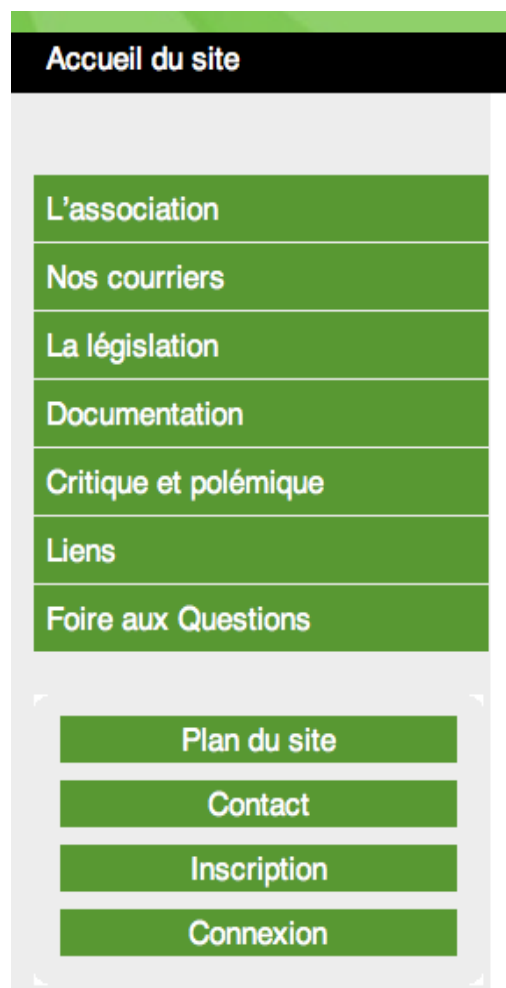 Accueil du site
L’association
Nos courriers
La législation
Documentation
Critique et polémique
Liens
Foire aux Questions
Plan du site
Contact
Inscription
Connexion